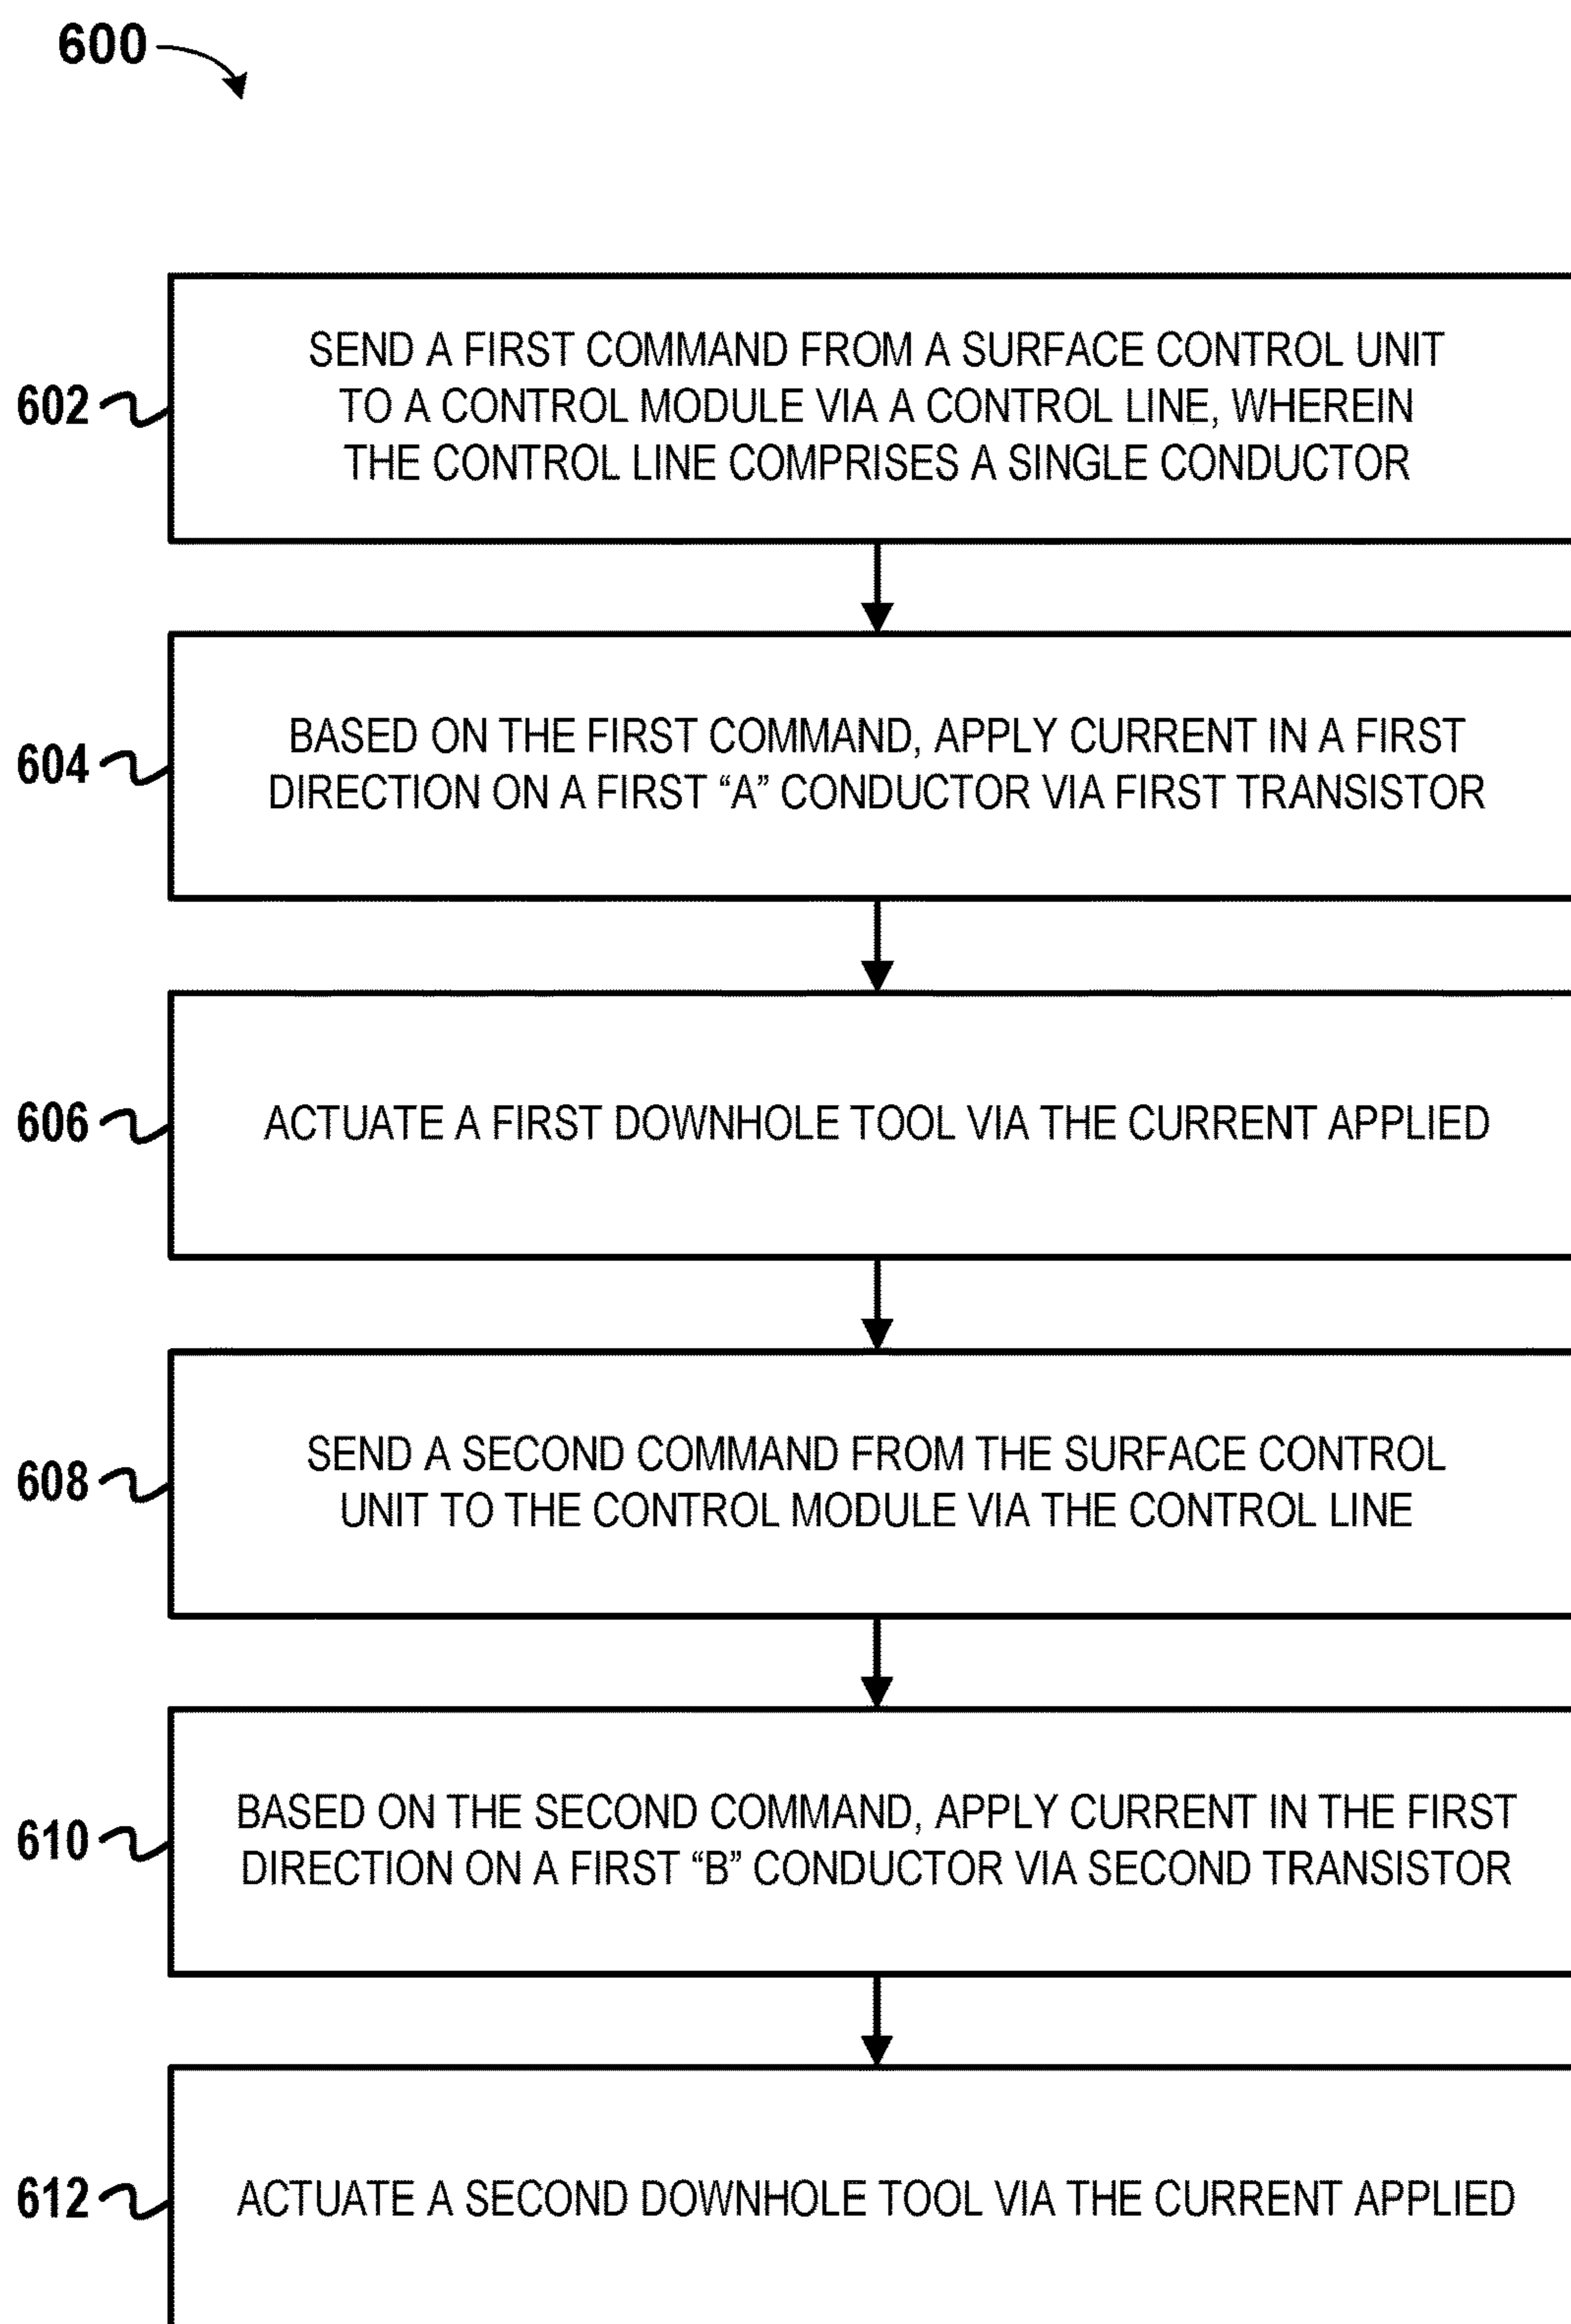 600
602
SEND A FIRST COMMAND FROM A SURFACE CONTROL UNIT
TO A CONTROL MODULE VIA A CONTROL LINE, WHEREIN
THE CONTROL LINE COMPRISES A SINGLE CONDUCTOR
604
BASED ON THE FIRST COMMAND, APPLY CURRENT IN A FIRST
DIRECTION ON A FIRST “A” CONDUCTOR VIA FIRST TRANSISTOR
606
ACTUATE A FIRST DOWNHOLE TOOL VIA THE CURRENT APPLIED
608
SEND A SECOND COMMAND FROM THE SURFACE CONTROL
UNIT TO THE CONTROL MODULE VIA THE CONTROL LINE
610
BASED ON THE SECOND COMMAND, APPLY CURRENT IN THE FIRST
DIRECTION ON A FIRST “B” CONDUCTOR VIA SECOND TRANSISTOR
612
ACTUATE A SECOND DOWNHOLE TOOL VIA THE CURRENT APPLIED